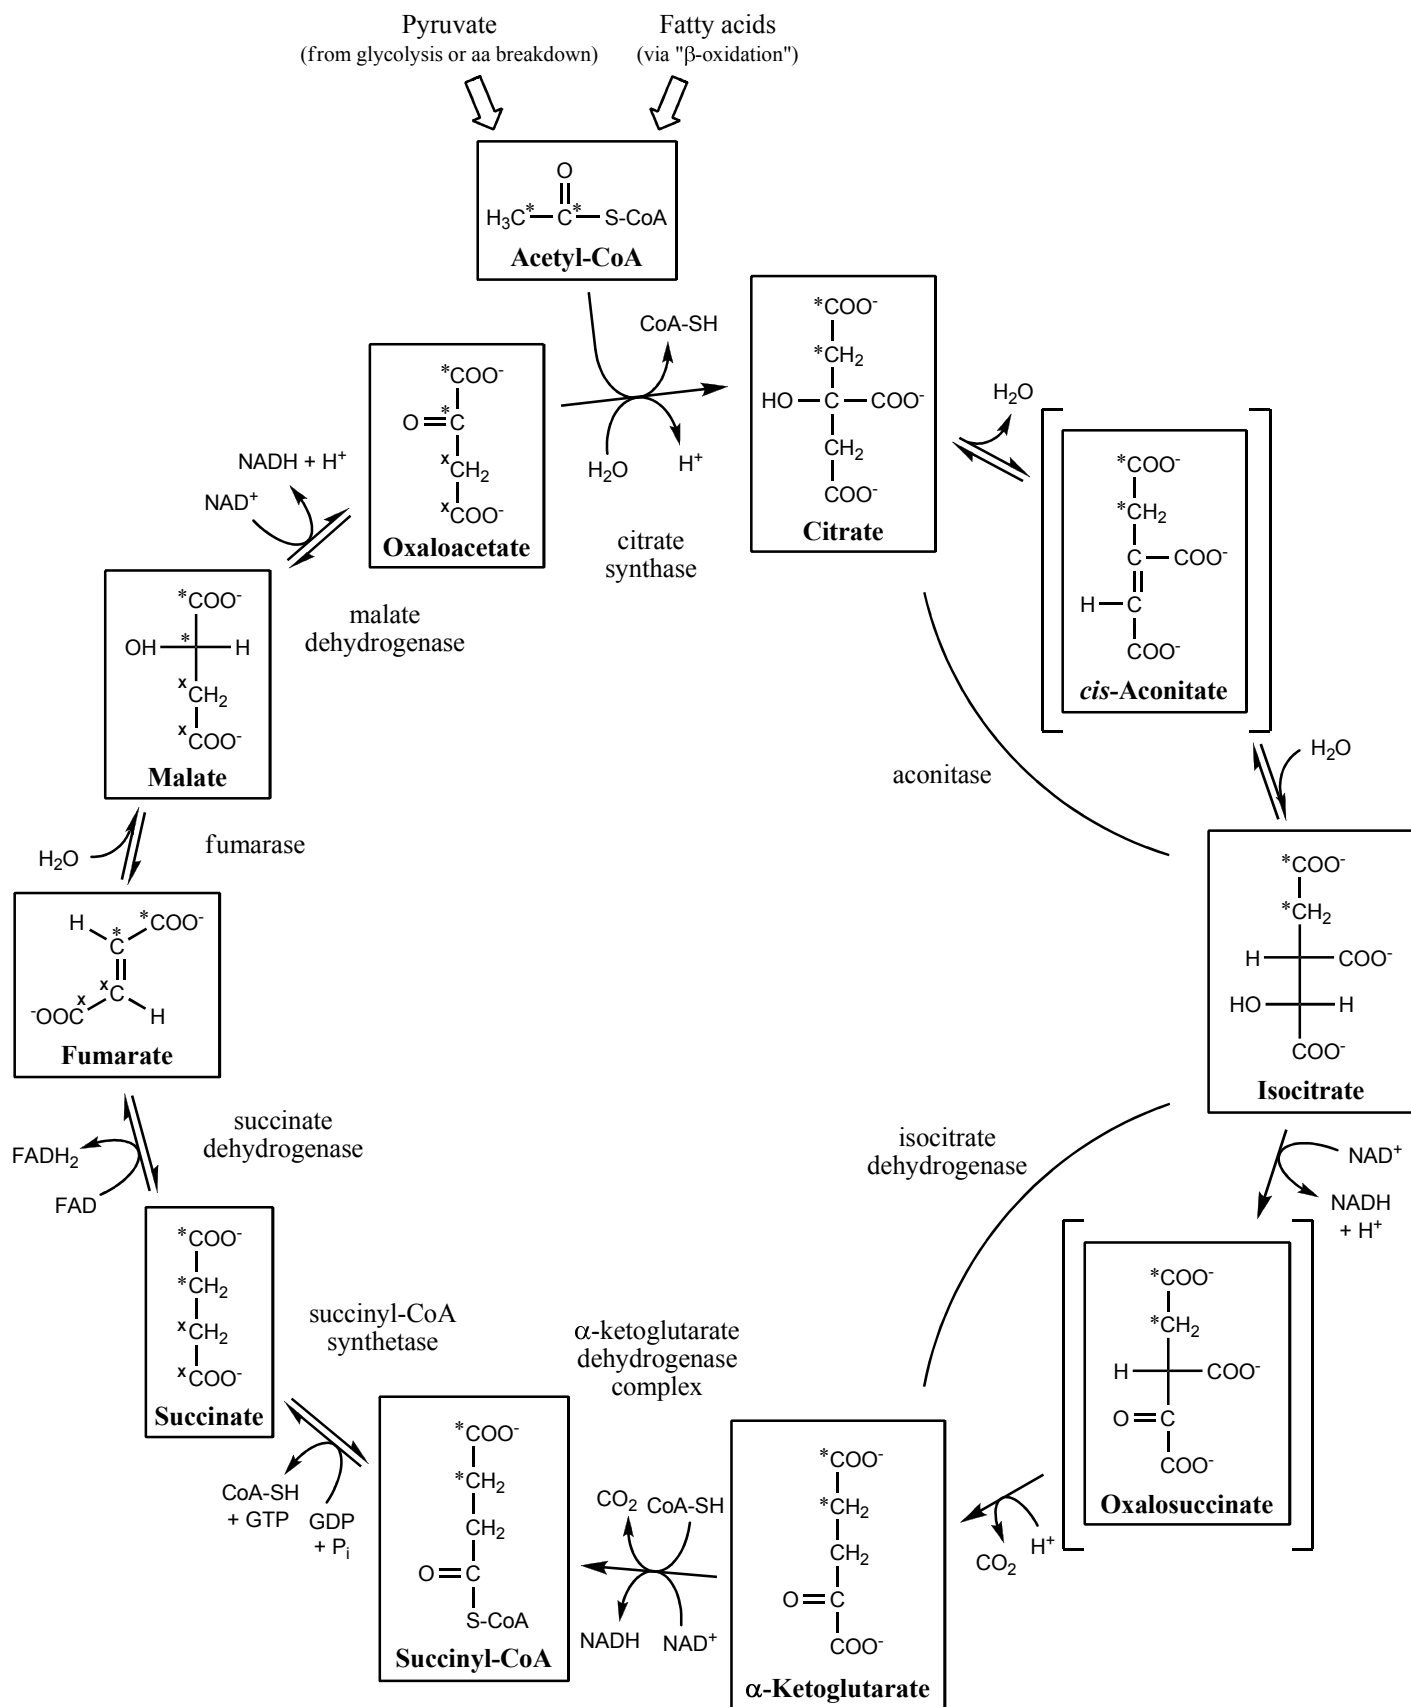 Pyruvate
(from glycolysis or aa breakdown)
Fatty acids
(via "β-oxidation")
O
H₃C* C* S-CoA
Acetyl-CoA
CoA-SH
H₂O
H⁺
citrate
synthase
*COO⁻
*CH₂
HO C COO⁻
CH₂
COO⁻
Citrate
H₂O
*COO⁻
*CH₂
C COO⁻
H C
COO⁻
cis-Aconitate
H₂O
aconitase
*COO⁻
*CH₂
H COO⁻
HO H
COO⁻
Isocitrate
isocitrate
dehydrogenase
NAD⁺
NADH
+ H⁺
*COO⁻
*CH₂
H COO⁻
O C
COO⁻
Oxalosuccinate
H⁺
CO₂
*COO⁻
*CH₂
CH₂
O C
COO⁻
α-Ketoglutarate
α-ketoglutarate
dehydrogenase
complex
CO₂ CoA-SH
NADH NAD⁺
*COO⁻
*CH₂
CH₂
O C
S-CoA
Succinyl-CoA
succinyl-CoA
synthetase
CoA-SH
+ GTP
GDP
+ Pᵢ
*COO⁻
*CH₂
xCH₂
xCOO⁻
Succinate
succinate
dehydrogenase
FADH₂
FAD
H *COO⁻
* C
x C
x
⁻OOC H
Fumarate
fumarase
H₂O
*COO⁻
OH * H
xCH₂
xCOO⁻
Malate
malate
dehydrogenase
NADH + H⁺
NAD⁺
*COO⁻
O *C
xCH₂
xCOO⁻
Oxaloacetate